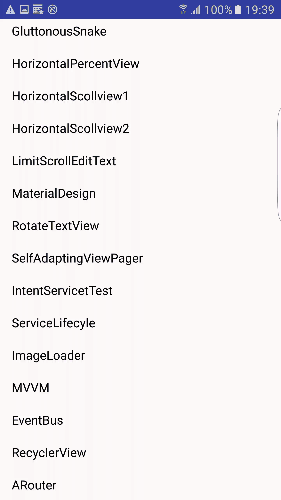 100% 19:39
GluttonousSnake
HorizontalPercentView
HorizontalScollview1
HorizontalScollview2
LimitScrollEditText
MaterialDesign
RotateTextView
SelfAdaptingViewPager
IntentServicetTest
ServiceLifecyle
ImageLoader
MVVM
EventBus
RecyclerView
ARouter